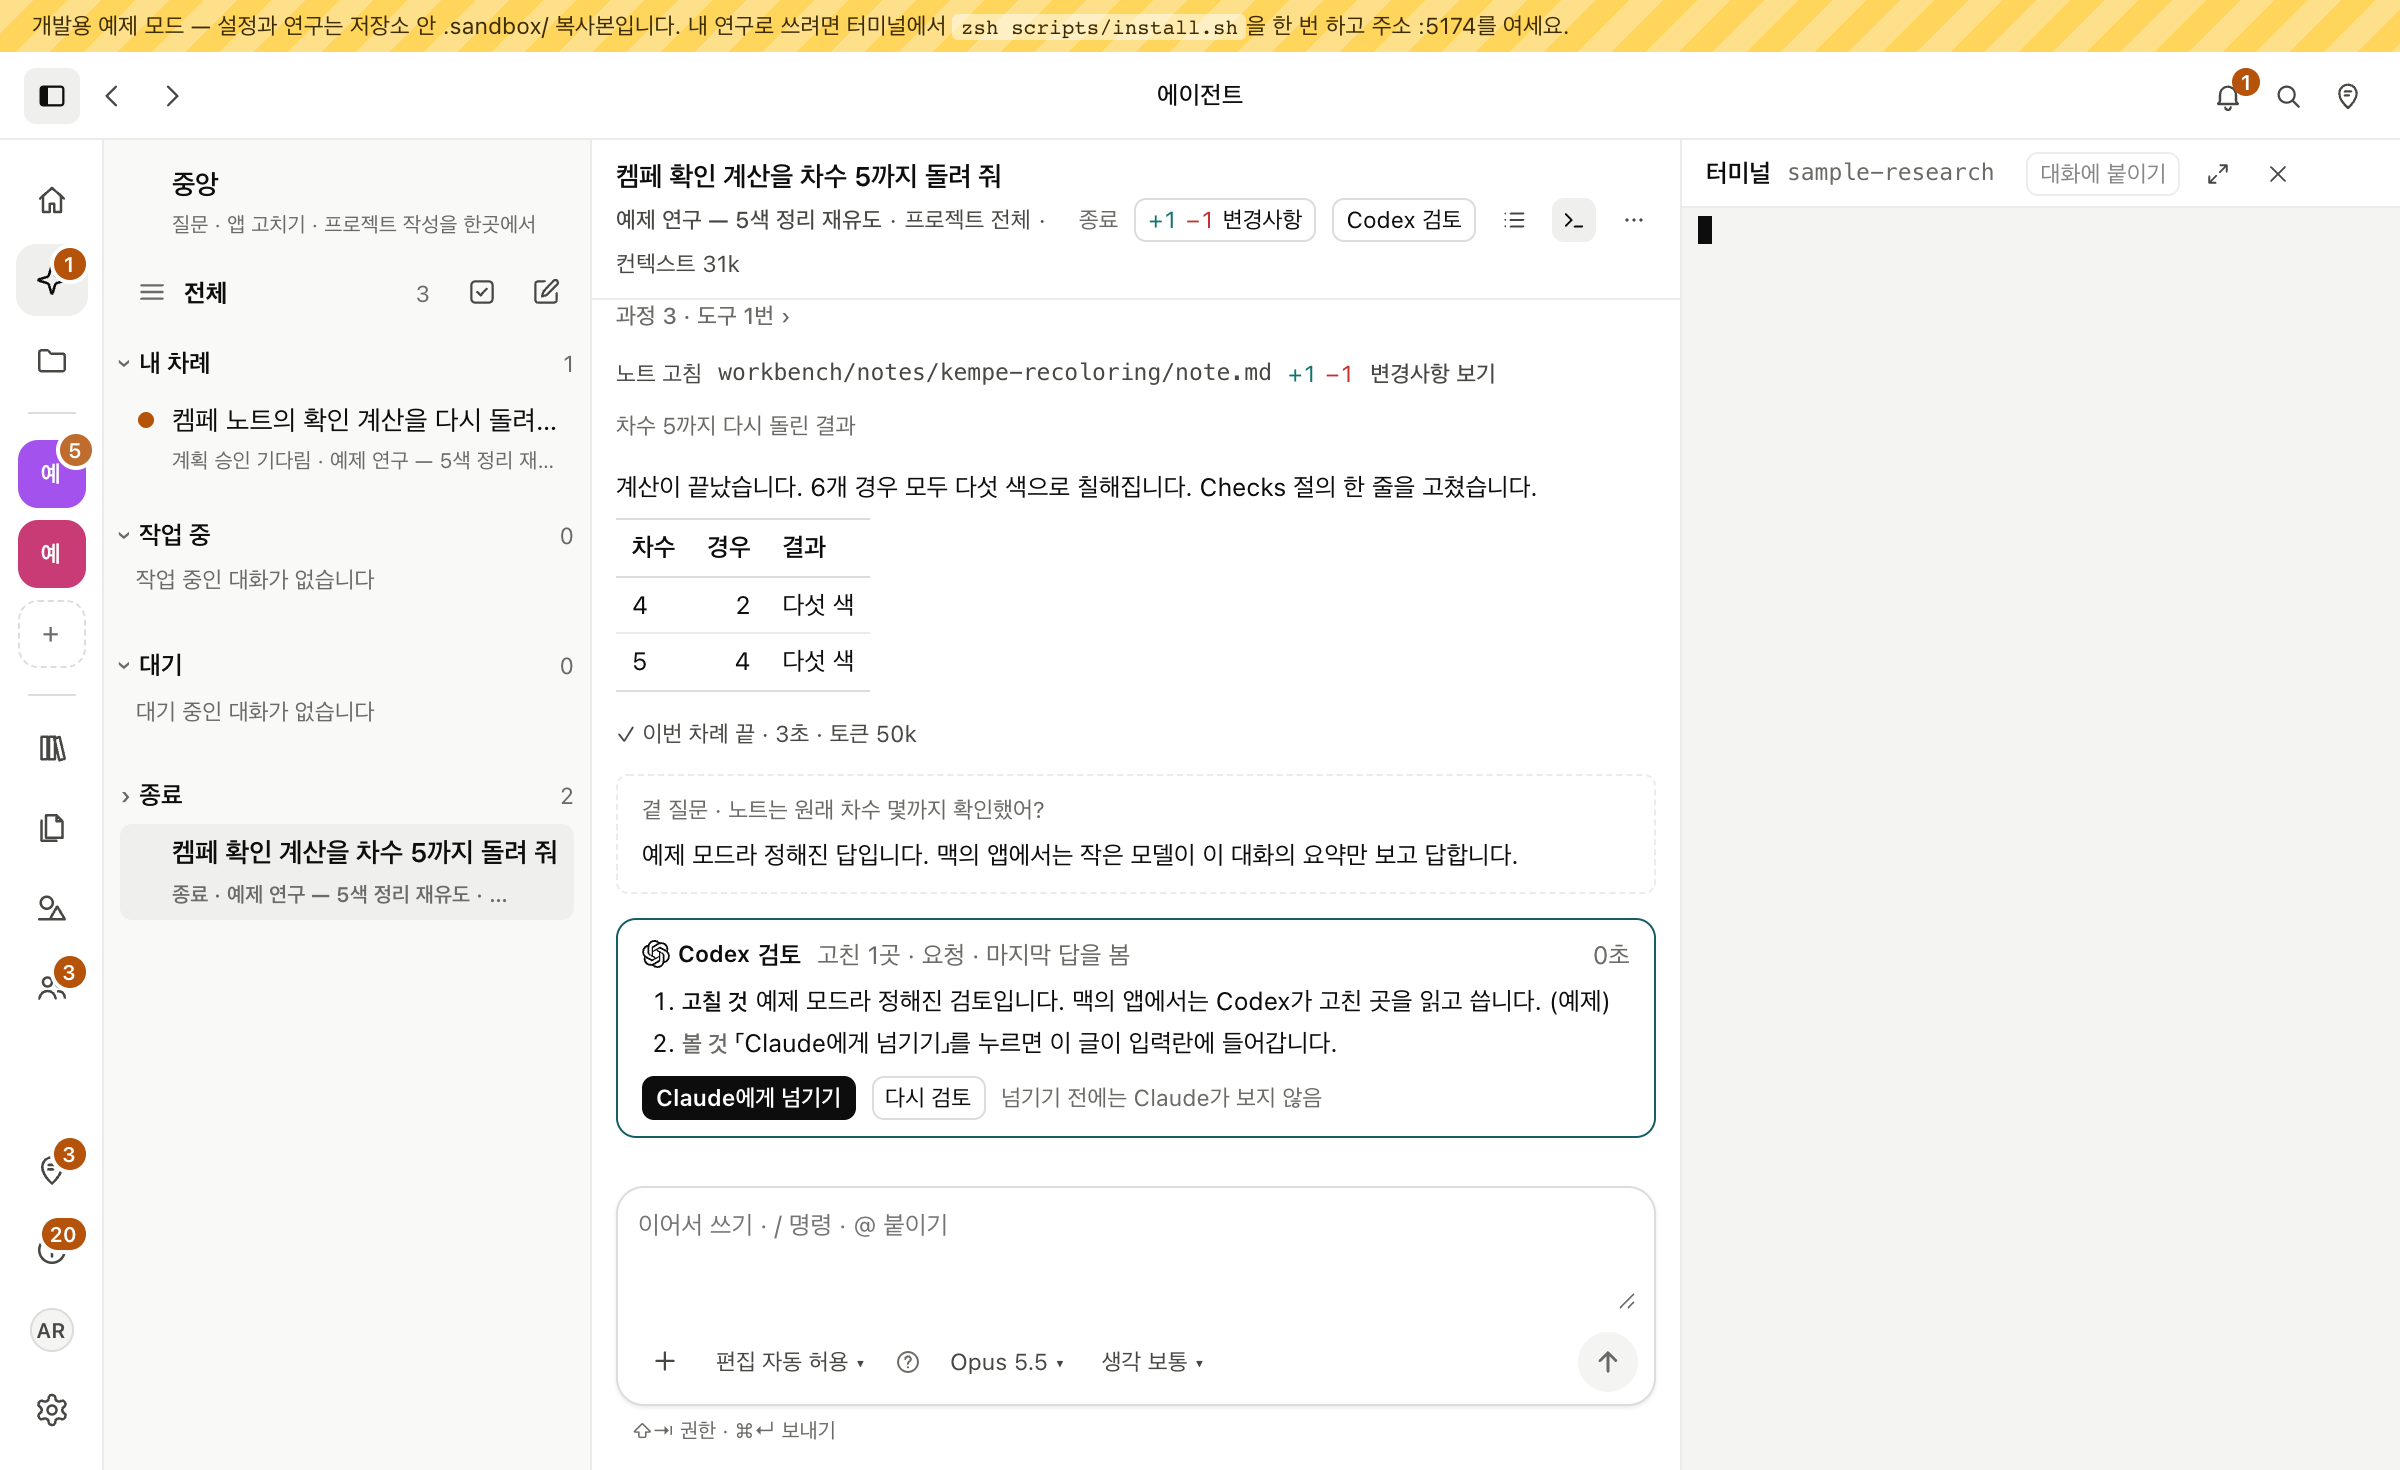 개발용 예제 모드 — 설정과 연구는 저장소 안 .sandbox/ 복사본입니다. 내 연구로 쓰려면 터미널에서 zsh scripts/install.sh을 한 번 하고 주소 :5174를 여세요.
에이전트
1
1
5
예
예
+
3
3
20
AR
중앙
질문 · 앱 고치기 · 프로젝트 작성을 한곳에서
전체 3
내 차례 1
켐페 노트의 확인 계산을 다시 돌려...
계획 승인 기다림 · 예제 연구 — 5색 정리 재...
작업 중 0
작업 중인 대화가 없습니다
대기 0
대기 중인 대화가 없습니다
종료 2
켐페 확인 계산을 차수 5까지 돌려 줘
종료 · 예제 연구 — 5색 정리 재유도 · ...
켐페 확인 계산을 차수 5까지 돌려 줘
예제 연구 — 5색 정리 재유도 · 프로젝트 전체 · 종료 +1 −1 변경사항 Codex 검토
컨텍스트 31k
과정 3 · 도구 1번 ›
노트 고침 workbench/notes/kempe-recoloring/note.md +1 −1 변경사항 보기
차수 5까지 다시 돌린 결과
계산이 끝났습니다. 6개 경우 모두 다섯 색으로 칠해집니다. Checks 절의 한 줄을 고쳤습니다.
차수 경우 결과
4 2 다섯 색
5 4 다섯 색
✓ 이번 차례 끝 · 3초 · 토큰 50k
곁 질문 · 노트는 원래 차수 몇까지 확인했어?
예제 모드라 정해진 답입니다. 맥의 앱에서는 작은 모델이 이 대화의 요약만 보고 답합니다.
Codex 검토 고친 1곳 · 요청 · 마지막 답을 봄 0초
1. 고칠 것 예제 모드라 정해진 검토입니다. 맥의 앱에서는 Codex가 고친 곳을 읽고 씁니다. (예제)
2. 볼 것 「Claude에게 넘기기」를 누르면 이 글이 입력란에 들어갑니다.
Claude에게 넘기기 다시 검토 넘기기 전에는 Claude가 보지 않음
이어서 쓰기 · / 명령 · @ 붙이기
편집 자동 허용 ▾ Opus 5.5 ▾ 생각 보통 ▾
⇧⇥ 권한 · ⌘↵ 보내기
터미널 sample-research 대화에 붙이기